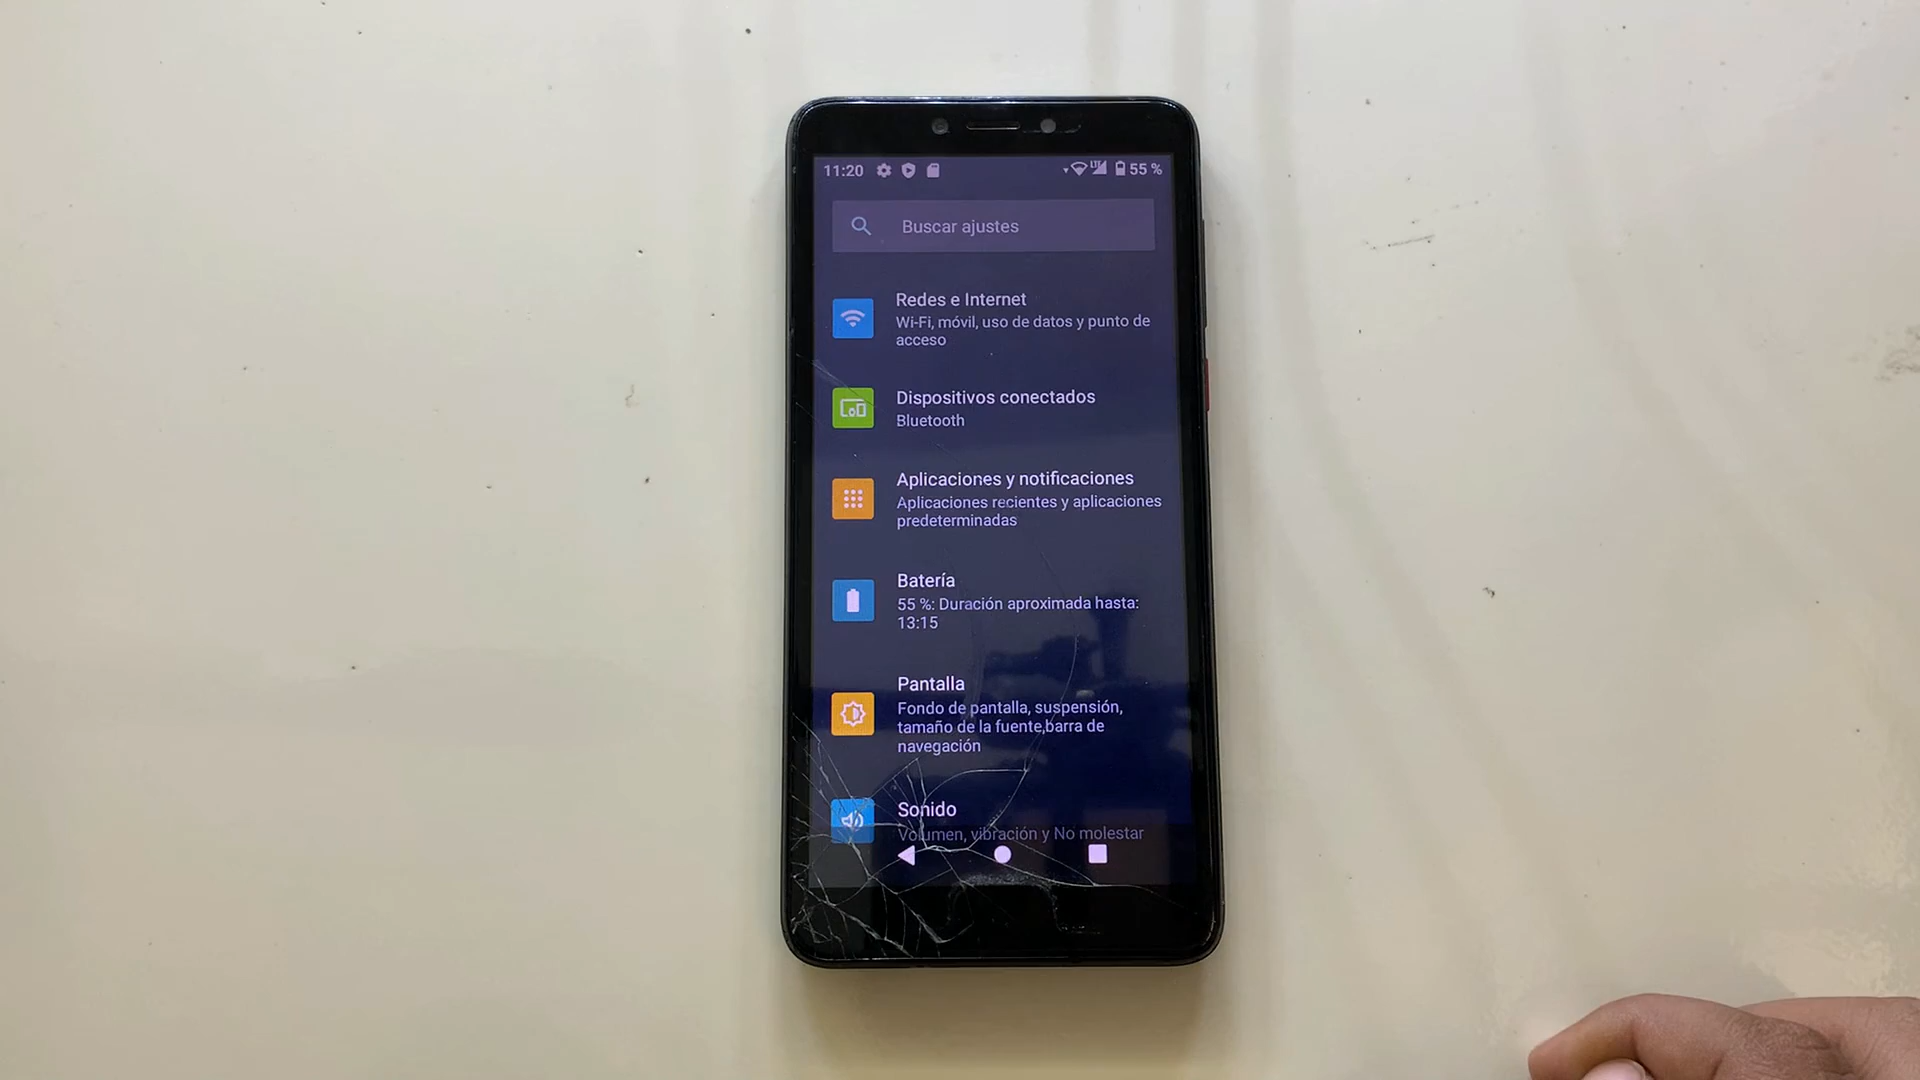 11:20
LTE
55 %
Buscar ajustes
Redes e Internet
Wi-Fi, móvil, uso de datos y punto de
acceso
Dispositivos conectados
Bluetooth
Aplicaciones y notificaciones
Aplicaciones recientes y aplicaciones
predeterminadas
Batería
55 %: Duración aproximada hasta:
13:15
Pantalla
Fondo de pantalla, suspensión,
tamaño de la fuente,barra de
navegación
Sonido
Volumen, vibración y No molestar